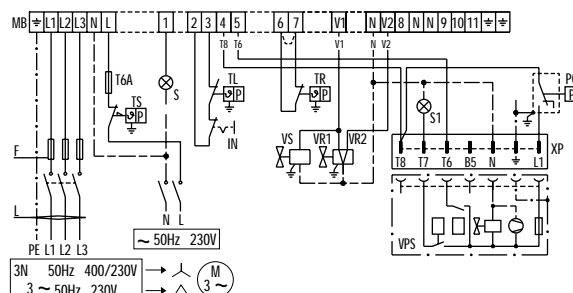 MB ⏚ L1 L2 L3 N L 1 2 3 4 5 6 7 V1 N V2 8 N N 9 10 11 ⏚ ⏚
T8 T6 V1 N V2
T6A
TS
P
S
TL
P
IN
TR
P
S1
P
F
VS
VR1
VR2
XP
T8 T7 T6 B5 N ⏚ L1
L
N L
VPS
PE L1 L2 L3
~ 50Hz 230V
3N 50Hz 400/230V
3 ~ 50Hz 230V
M
3 ~